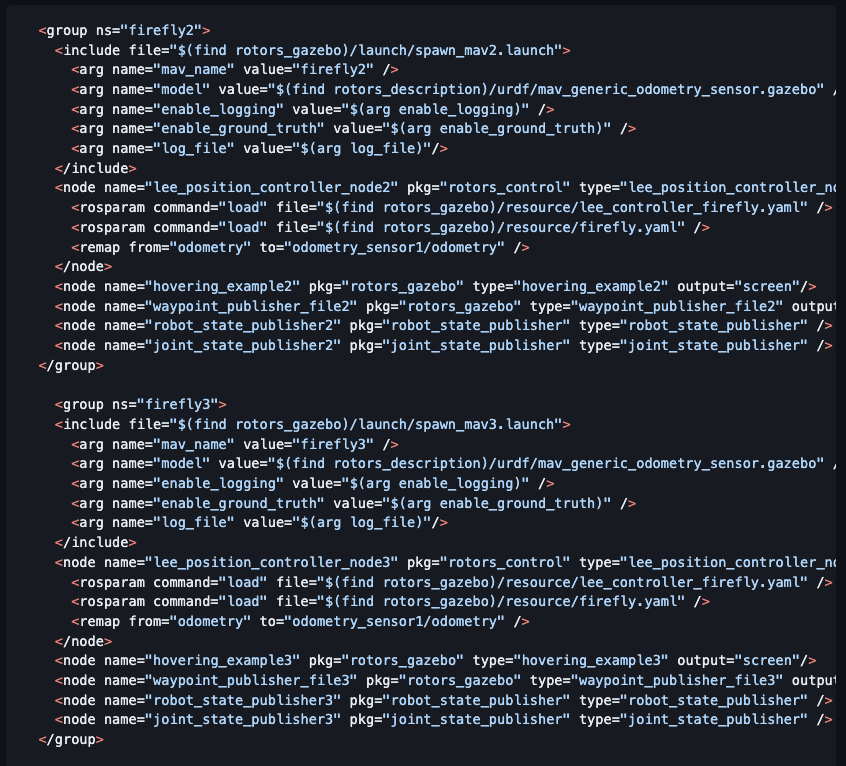 <group ns="firefly2">
<include file="$(find rotors_gazebo)/launch/spawn_mav2.launch">
<arg name="mav_name" value="firefly2" />
<arg name="model" value="$(find rotors_description)/urdf/mav_generic_odometry_sensor.gazebo" /
<arg name="enable_logging" value="$(arg enable_logging)" />
<arg name="enable_ground_truth" value="$(arg enable_ground_truth)" />
<arg name="log_file" value="$(arg log_file)"/>
</include>
<node name="lee_position_controller_node2" pkg="rotors_control" type="lee_position_controller_no
<rosparam command="load" file="$(find rotors_gazebo)/resource/lee_controller_firefly.yaml" />
<rosparam command="load" file="$(find rotors_gazebo)/resource/firefly.yaml" />
<remap from="odometry" to="odometry_sensor1/odometry" />
</node>
<node name="hovering_example2" pkg="rotors_gazebo" type="hovering_example2" output="screen"/>
<node name="waypoint_publisher_file2" pkg="rotors_gazebo" type="waypoint_publisher_file2" output
<node name="robot_state_publisher2" pkg="robot_state_publisher" type="robot_state_publisher" />
<node name="joint_state_publisher2" pkg="joint_state_publisher" type="joint_state_publisher" />
</group>
<group ns="firefly3">
<include file="$(find rotors_gazebo)/launch/spawn_mav3.launch">
<arg name="mav_name" value="firefly3" />
<arg name="model" value="$(find rotors_description)/urdf/mav_generic_odometry_sensor.gazebo" /
<arg name="enable_logging" value="$(arg enable_logging)" />
<arg name="enable_ground_truth" value="$(arg enable_ground_truth)" />
<arg name="log_file" value="$(arg log_file)"/>
</include>
<node name="lee_position_controller_node3" pkg="rotors_control" type="lee_position_controller_no
<rosparam command="load" file="$(find rotors_gazebo)/resource/lee_controller_firefly.yaml" />
<rosparam command="load" file="$(find rotors_gazebo)/resource/firefly.yaml" />
<remap from="odometry" to="odometry_sensor1/odometry" />
</node>
<node name="hovering_example3" pkg="rotors_gazebo" type="hovering_example3" output="screen"/>
<node name="waypoint_publisher_file3" pkg="rotors_gazebo" type="waypoint_publisher_file3" output
<node name="robot_state_publisher3" pkg="robot_state_publisher" type="robot_state_publisher" />
<node name="joint_state_publisher3" pkg="joint_state_publisher" type="joint_state_publisher" />
</group>